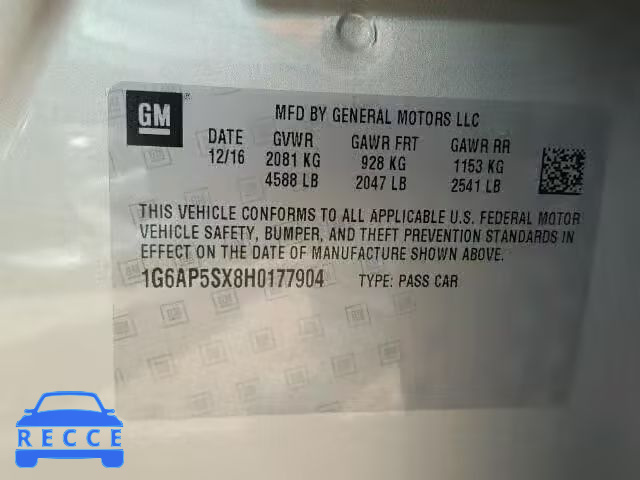 GM
MFD BY GENERAL MOTORS LLC
DATE GVWR GAWR FRT GAWR RR
12/16 2081 KG 928 KG 1153 KG
4588 LB 2047 LB 2541 LB
THIS VEHICLE CONFORMS TO ALL APPLICABLE U.S. FEDERAL MOTOR
VEHICLE SAFETY, BUMPER, AND THEFT PREVENTION STANDARDS IN
EFFECT ON THE DATE OF MANUFACTURE SHOWN ABOVE.
1G6AP5SX8H0177904 TYPE: PASS CAR
RECCE